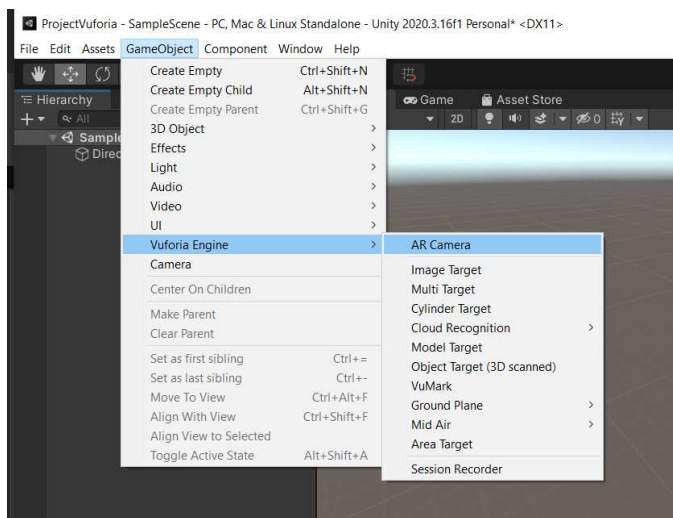 ProjectVuforia - SampleScene - PC, Mac & Linux Standalone - Unity 2020.3.16f1 Personal* <DX11>
File Edit Assets GameObject Component Window Help
Hierarchy
All
Sample
Direc
Create Empty Ctrl+Shift+N
Create Empty Child Alt+Shift+N
Create Empty Parent Ctrl+Shift+G
3D Object
Effects
Light
Audio
Video
UI
Vuforia Engine
Camera
Center On Children
Make Parent
Clear Parent
Set as first sibling Ctrl+=
Set as last sibling Ctrl+-
Move To View Ctrl+Alt+F
Align With View Ctrl+Shift+F
Align View to Selected
Toggle Active State Alt+Shift+A
Game Asset Store
2D 0
AR Camera
Image Target
Multi Target
Cylinder Target
Cloud Recognition
Model Target
Object Target (3D scanned)
VuMark
Ground Plane
Mid Air
Area Target
Session Recorder